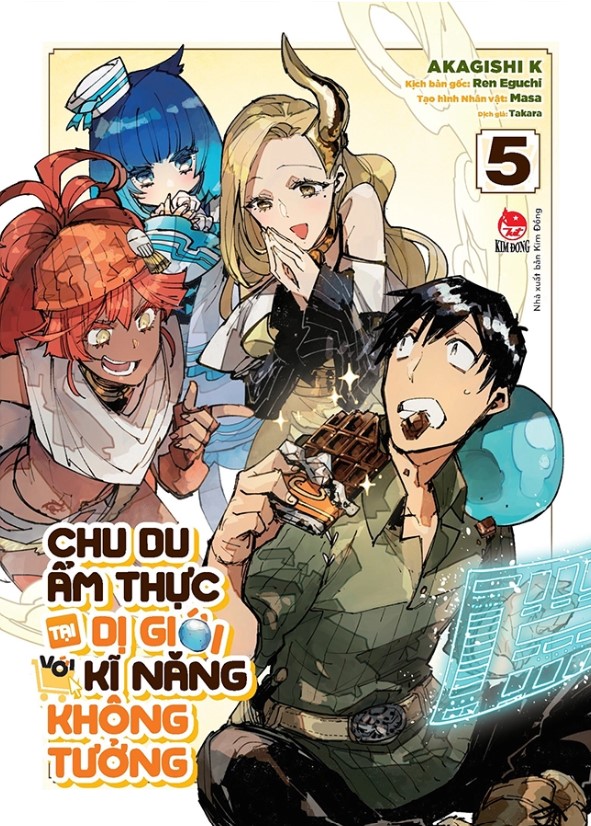 AKAGISHI K
Kịch bản gốc: Ren Eguchi
Tạo hình Nhân vật: Masa
Dịch giả: Takara
5
KIM ĐỒNG
Nhà xuất bản Kim Đồng
CHU DU
ẨM THỰC
TẠI DỊ GIỚI
VỚI KĨ NĂNG
KHÔNG
TƯỞNG